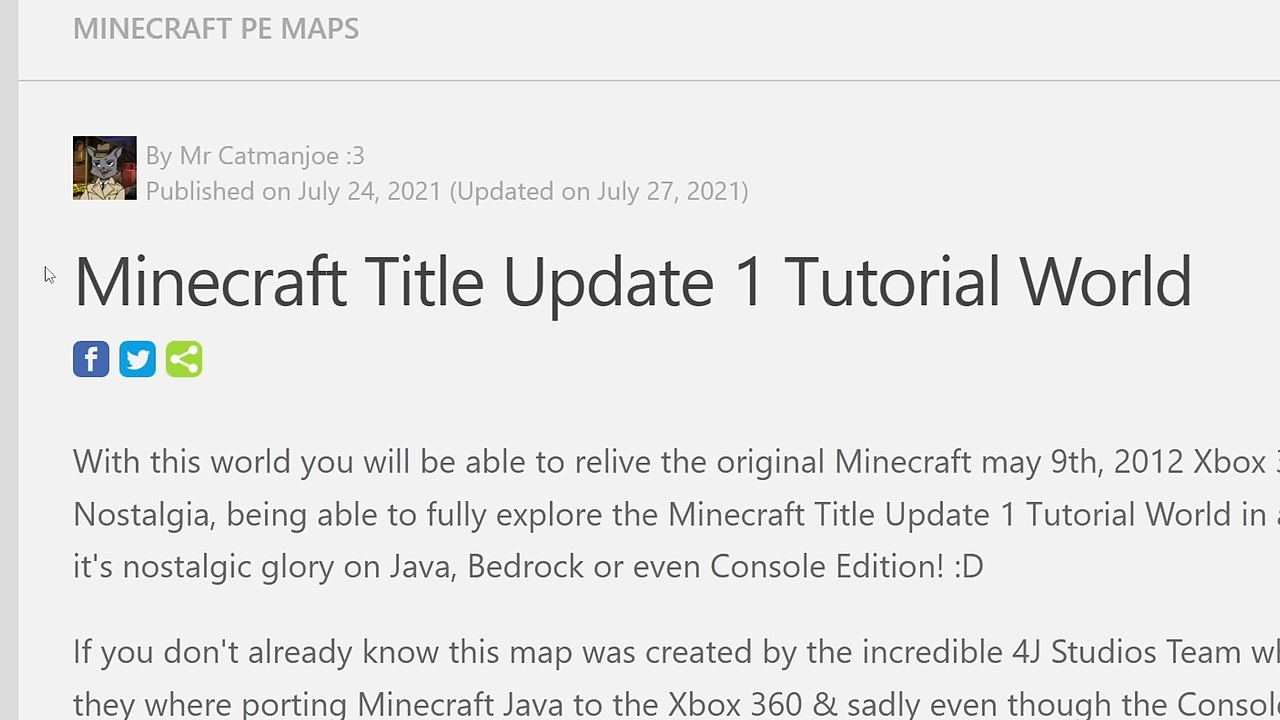 MINECRAFT PE MAPS
By Mr Catmanjoe :3
Published on July 24, 2021 (Updated on July 27, 2021)
Minecraft Title Update 1 Tutorial World
With this world you will be able to relive the original Minecraft may 9th, 2012 Xbox
Nostalgia, being able to fully explore the Minecraft Title Update 1 Tutorial World in
it's nostalgic glory on Java, Bedrock or even Console Edition! :D
If you don't already know this map was created by the incredible 4J Studios Team
they where porting Minecraft Java to the Xbox 360 & sadly even though the